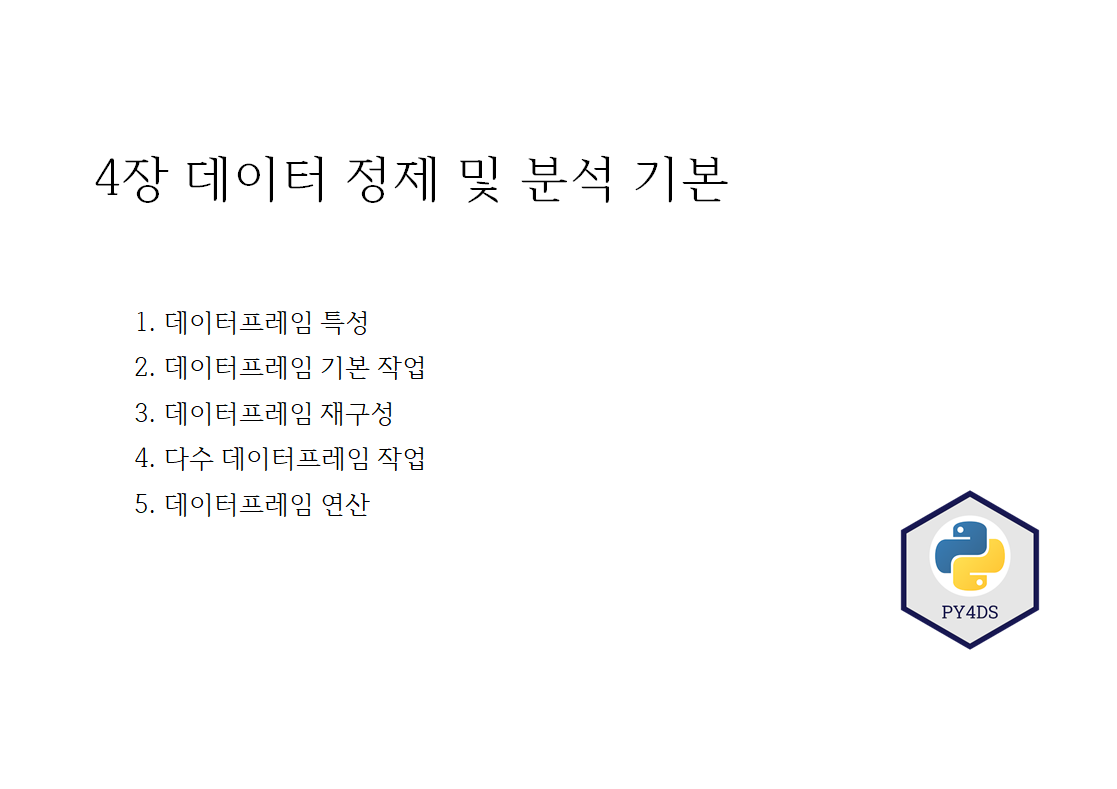 4장 데이터 정제 및 분석 기본
1. 데이터프레임 특성
2. 데이터프레임 기본 작업
3. 데이터프레임 재구성
4. 다수 데이터프레임 작업
5. 데이터프레임 연산
PY4DS